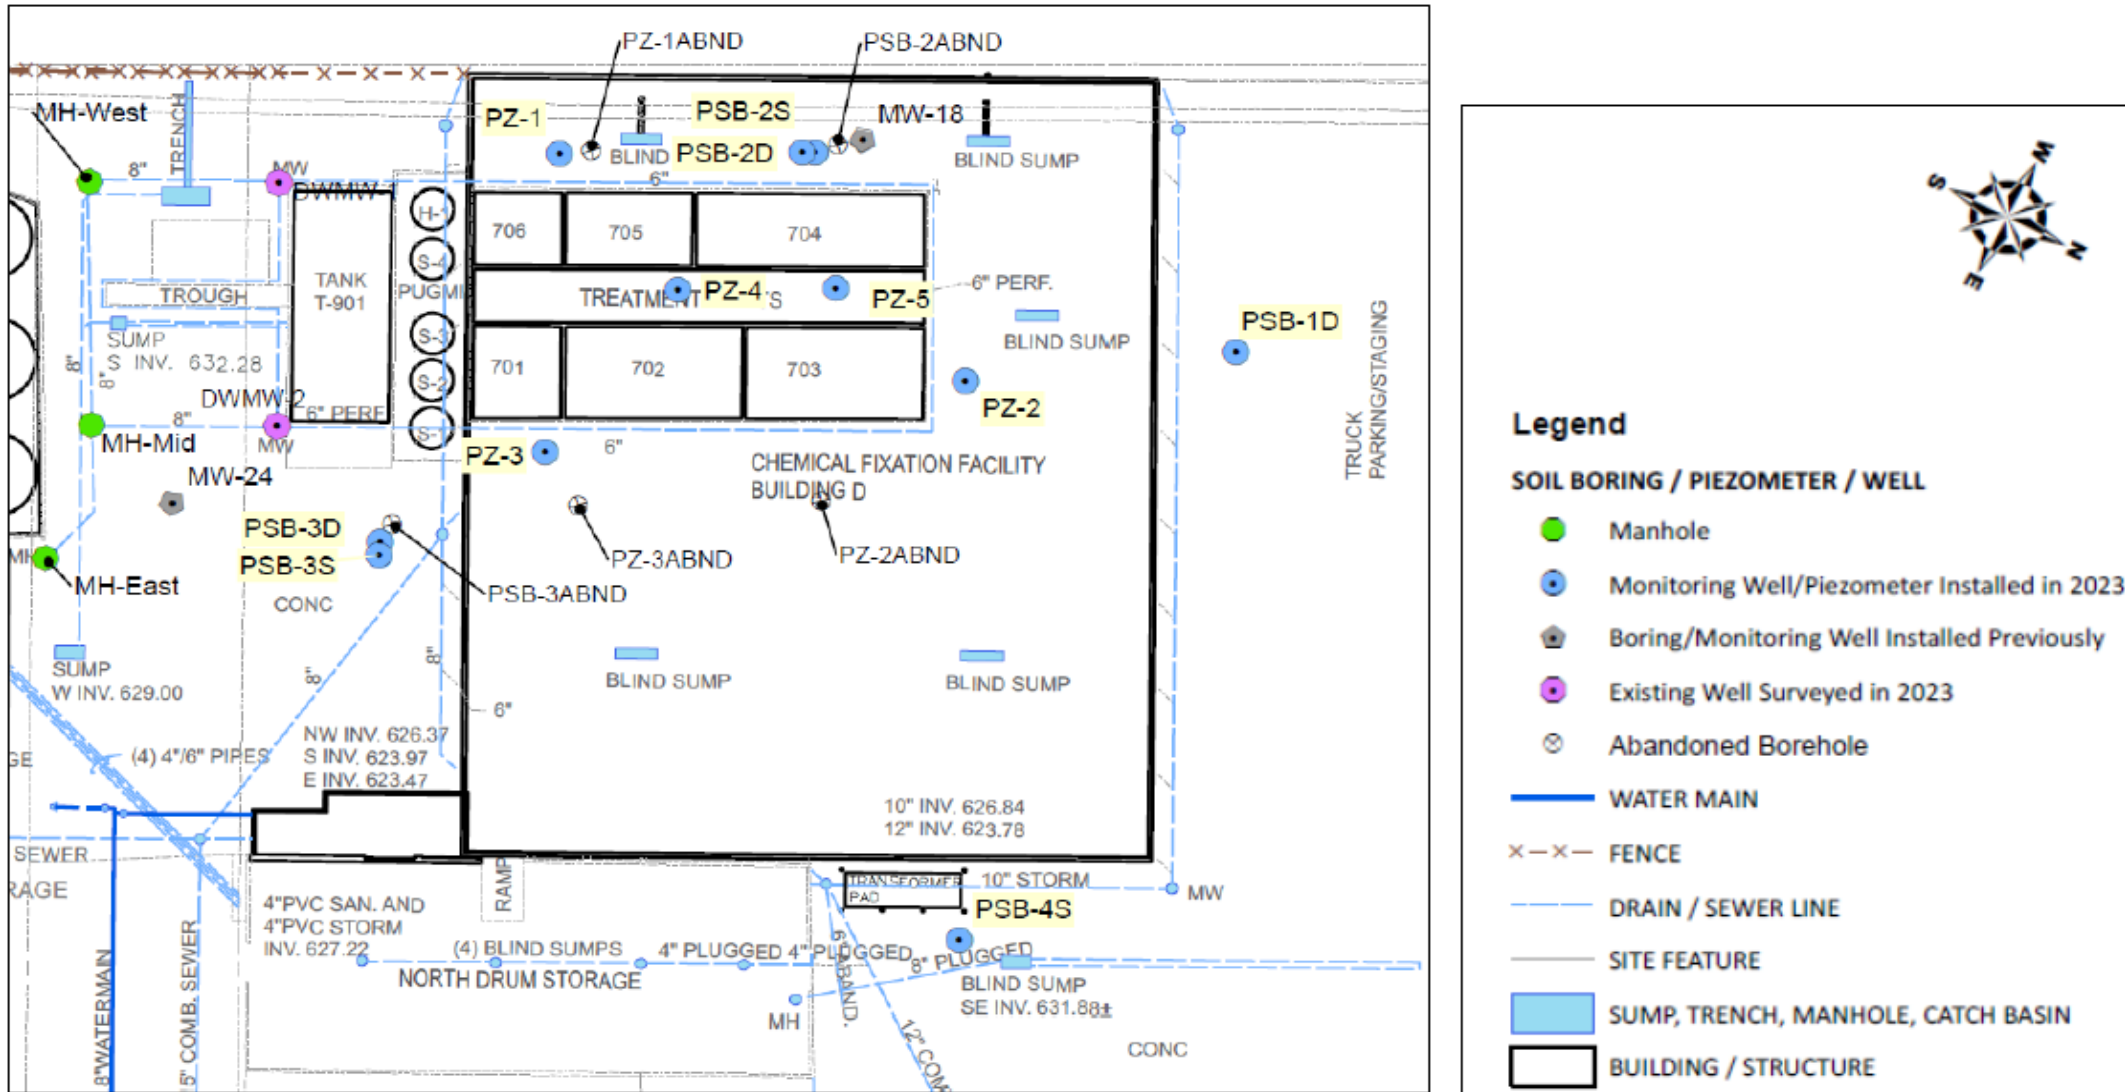 PZ-1ABND
PSB-2ABND
MH-West
TRENCH
PZ-1
PSB-2S
MW-18
BLIND
PSB-2D
BLIND SUMP
8"
MW
DWMW-1
6"
H-1
706
705
704
S-4
TANK
T-901
PUGMI
TROUGH
TREATMENT
S
PZ-4
PZ-5
6" PERF.
PSB-1D
SUMP
S INV. 632.28
S-3
BLIND SUMP
8"
8"
701
702
703
S-2
DWMW-2
8"
6" PERF
S-
PZ-2
TRUCK
PARKING/STAGING
MH-Mid
MW
PZ-3
6"
MW-24
CHEMICAL FIXATION FACILITY
BUILDING D
PSB-3D
PSB-3S
MH
MH-East
PZ-3ABND
PZ-2ABND
PSB-3ABND
CONC
SUMP
W INV. 629.00
8"
8"
BLIND SUMP
BLIND SUMP
6"
NW INV. 626.37
S INV. 623.97
E INV. 623.47
(4) 4"/6" PIPES
GE
10" INV. 626.84
12" INV. 623.78
SEWER
RAGE
RAMP
TRANSFORMER
PAD
10" STORM
MW
PSB-4S
4"PVC SAN. AND
4"PVC STORM
INV. 627.22
(4) BLIND SUMPS
4" PLUGGED
4" PLUGGED
8" PLUGGED
NORTH DRUM STORAGE
6" ABAND.
BLIND SUMP
SE INV. 631.88±
MH
8"WATERMAIN
5" COMB. SEWER
12" COM
CONC
W
S
N
E
Legend
SOIL BORING / PIEZOMETER / WELL
Manhole
Monitoring Well/Piezometer Installed in 2023
Boring/Monitoring Well Installed Previously
Existing Well Surveyed in 2023
Abandoned Borehole
WATER MAIN
FENCE
DRAIN / SEWER LINE
SITE FEATURE
SUMP, TRENCH, MANHOLE, CATCH BASIN
BUILDING / STRUCTURE